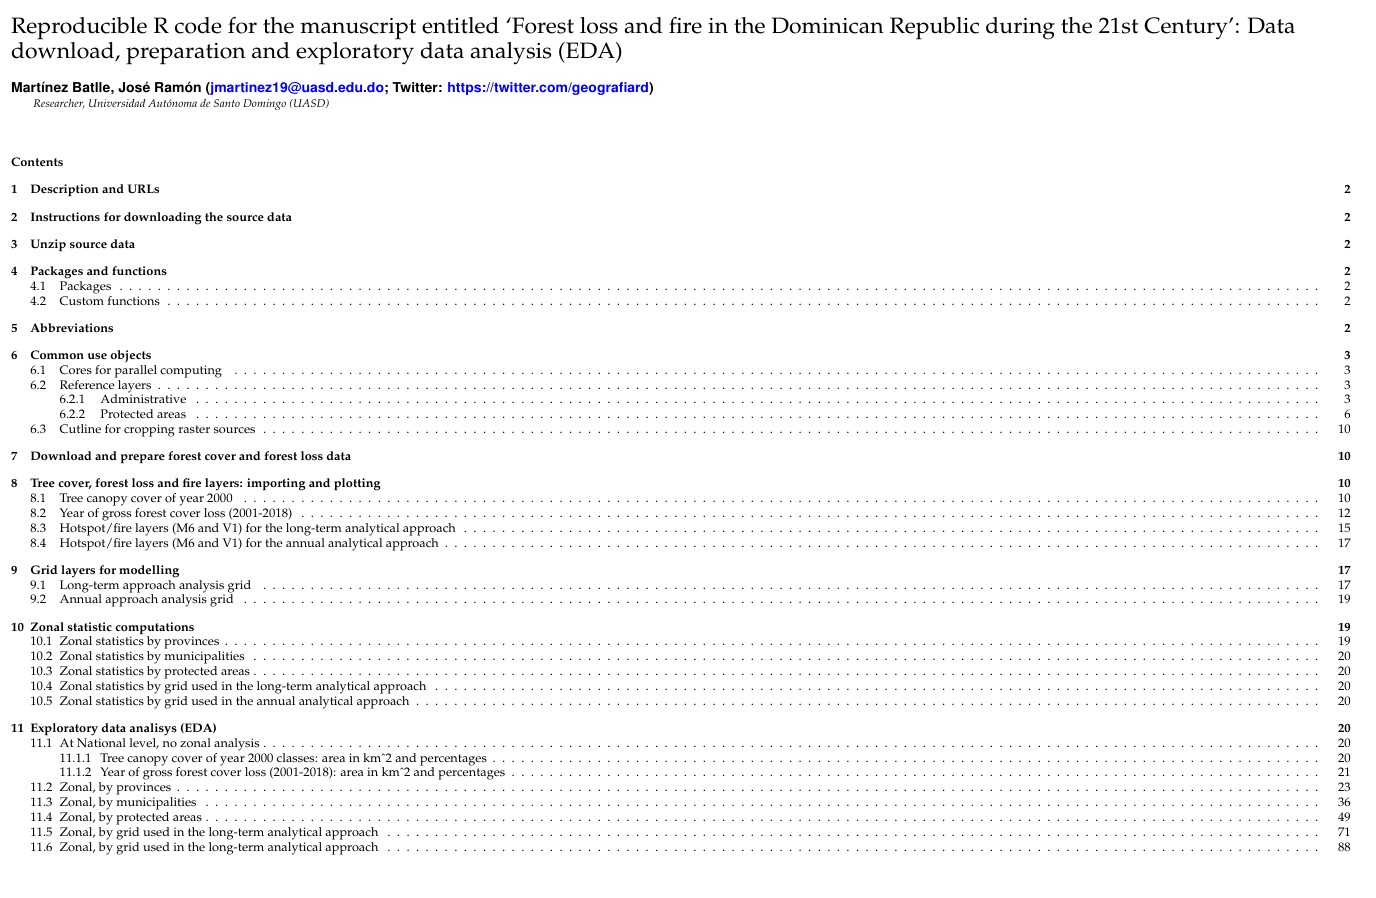 Reproducible R code for the manuscript entitled ‘Forest loss and fire in the Dominican Republic during the 21st Century’: Data
download, preparation and exploratory data analysis (EDA)
Martínez Batlle, José Ramón (jmartinez19@uasd.edu.do; Twitter: https://twitter.com/geografiard)
Researcher, Universidad Autónoma de Santo Domingo (UASD)
Contents
1 Description and URLs 2
2 Instructions for downloading the source data 2
3 Unzip source data 2
4 Packages and functions 2
4.1 Packages . . . 2
4.2 Custom functions . . . 2
5 Abbreviations 2
6 Common use objects 3
6.1 Cores for parallel computing . . . 3
6.2 Reference layers . . . 3
6.2.1 Administrative . . . 3
6.2.2 Protected areas . . . 6
6.3 Cutline for cropping raster sources . . . 10
7 Download and prepare forest cover and forest loss data 10
8 Tree cover, forest loss and fire layers: importing and plotting 10
8.1 Tree canopy cover of year 2000 . . . 10
8.2 Year of gross forest cover loss (2001-2018) . . . 12
8.3 Hotspot/fire layers (M6 and V1) for the long-term analytical approach . . . 15
8.4 Hotspot/fire layers (M6 and V1) for the annual analytical approach . . . 17
9 Grid layers for modelling 17
9.1 Long-term approach analysis grid . . . 17
9.2 Annual approach analysis grid . . . 19
10 Zonal statistic computations 19
10.1 Zonal statistics by provinces . . . 19
10.2 Zonal statistics by municipalities . . . 20
10.3 Zonal statistics by protected areas . . . 20
10.4 Zonal statistics by grid used in the long-term analytical approach . . . 20
10.5 Zonal statistics by grid used in the annual analytical approach . . . 20
11 Exploratory data analisys (EDA) 20
11.1 At National level, no zonal analysis . . . 20
11.1.1 Tree canopy cover of year 2000 classes: area in kmˆ2 and percentages . . . 20
11.1.2 Year of gross forest cover loss (2001-2018): area in kmˆ2 and percentages . . . 21
11.2 Zonal, by provinces . . . 23
11.3 Zonal, by municipalities . . . 36
11.4 Zonal, by protected areas . . . 49
11.5 Zonal, by grid used in the long-term analytical approach . . . 71
11.6 Zonal, by grid used in the long-term analytical approach . . . 88